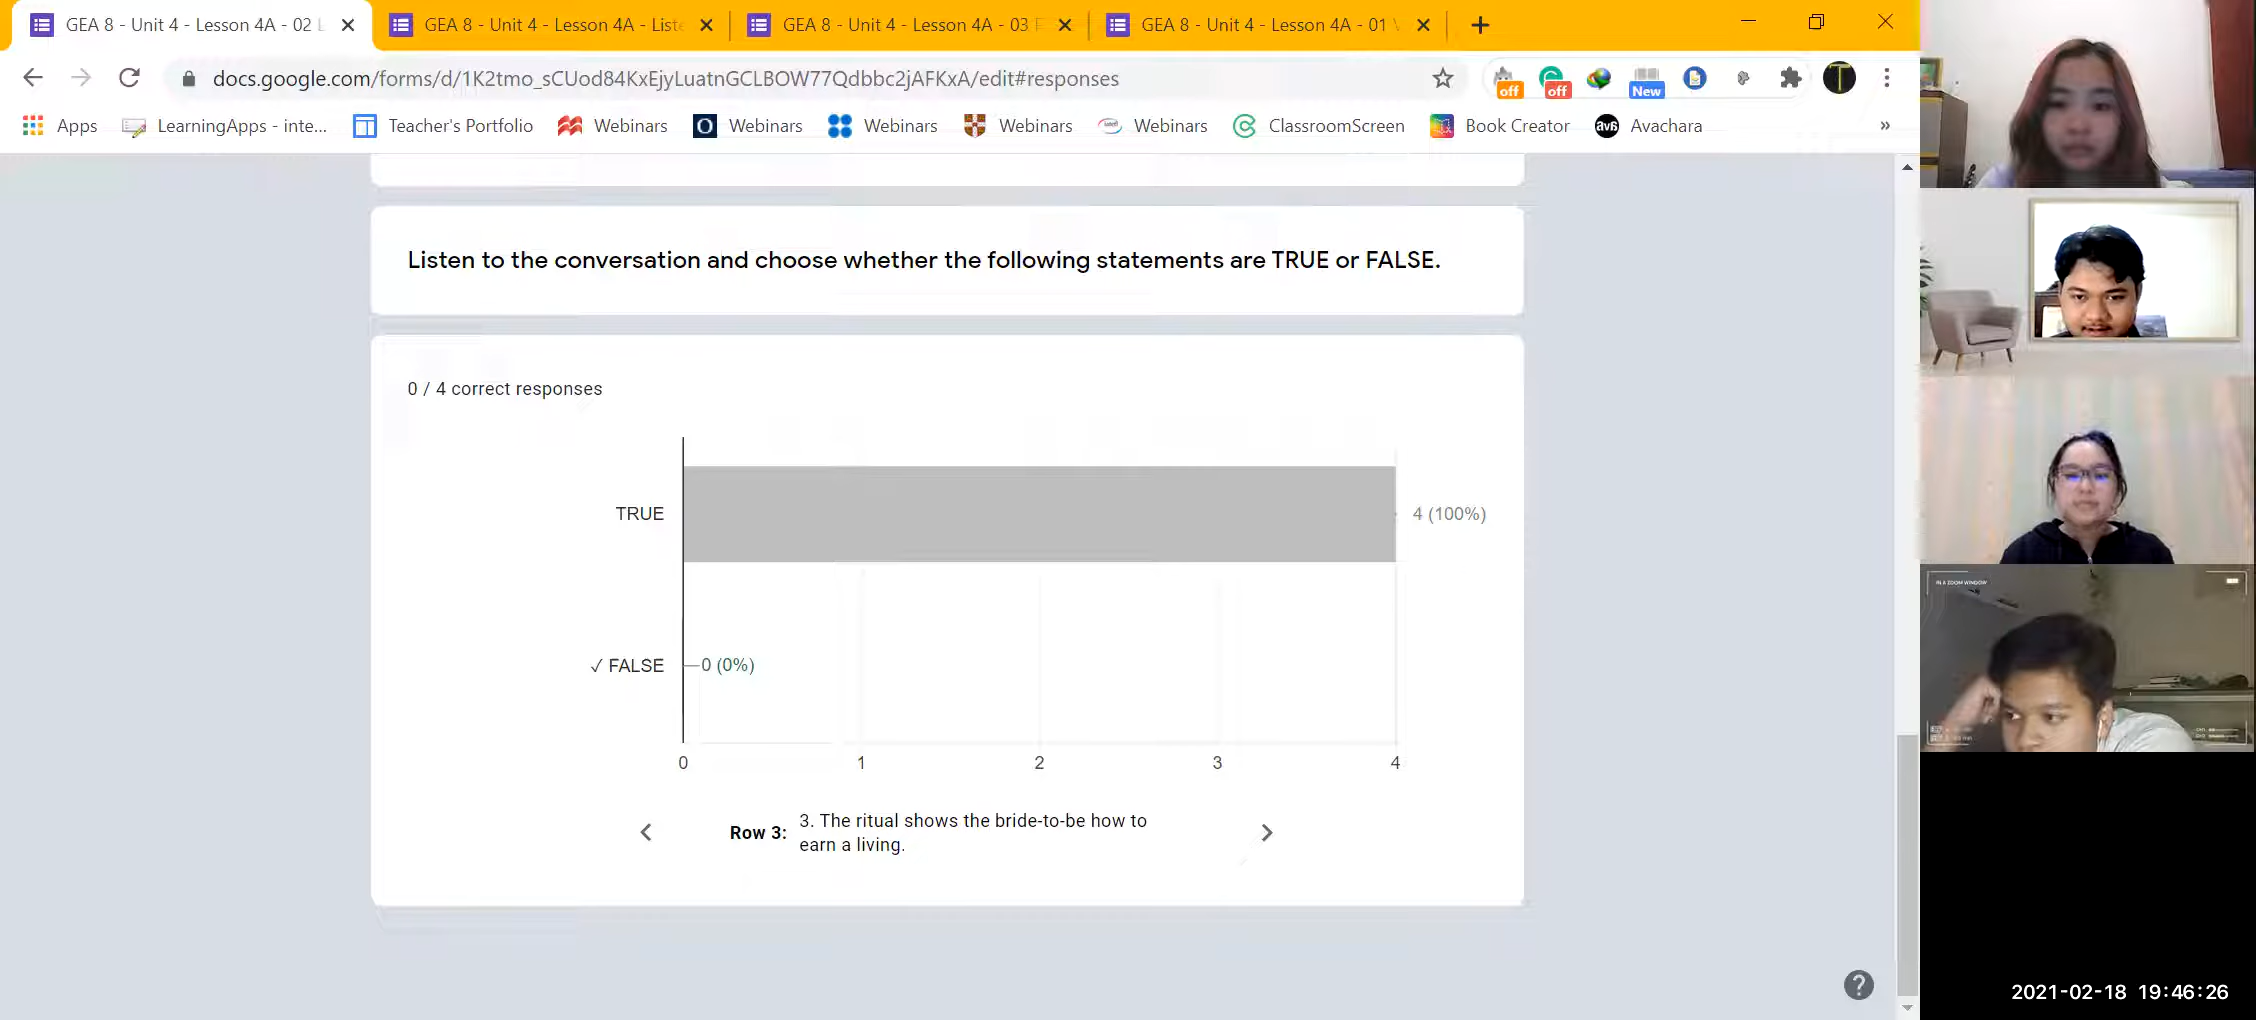 GEA 8 - Unit 4 - Lesson 4A - 02 L
GEA 8 - Unit 4 - Lesson 4A - Liste
GEA 8 - Unit 4 - Lesson 4A - 03
GEA 8 - Unit 4 - Lesson 4A - 01
docs.google.com/forms/d/1K2tmo_sCUod84KxEjyLuatnGCLBOW77Qdbbc2jAFKxA/edit#responses
off
off
New
Apps
LearningApps - inte...
Teacher's Portfolio
Webinars
Webinars
Webinars
Webinars
Webinars
ClassroomScreen
Book Creator
Avachara
»
Listen to the conversation and choose whether the following statements are TRUE or FALSE.
0 / 4 correct responses
TRUE
4 (100%)
✓ FALSE
0 (0%)
0 1 2 3 4
Row 3:
3. The ritual shows the bride-to-be how to
earn a living.
IN A ZOOM WINDOW
2021-02-18 19:46:26